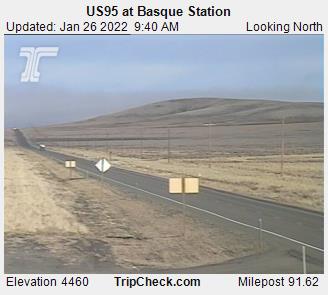 US95 at Basque Station
Updated: Jan 26 2022 9:40 AM Looking North
Elevation 4460 TripCheck.com Milepost 91.62